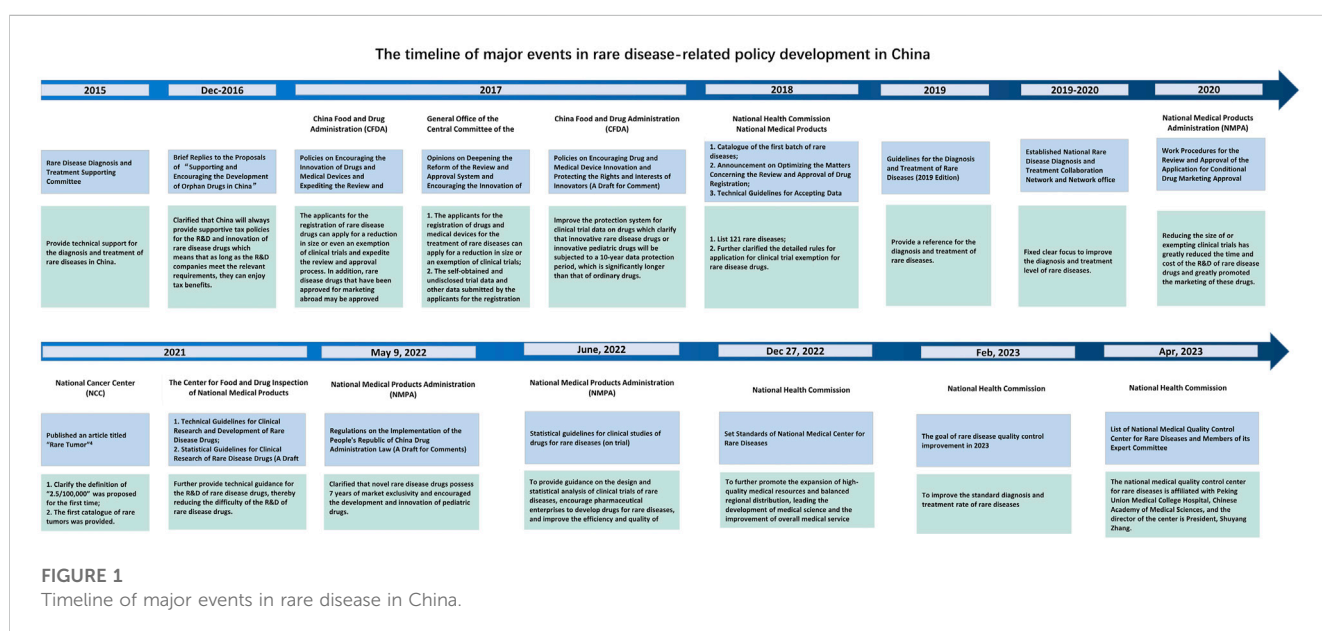 The timeline of major events in rare disease-related policy development in China
2015
Dec-2016
2017
2018
2019
2019-2020
2020
China Food and Drug
Administration (CFDA)
General Office of the
Central Committee of the
China Food and Drug Administration
(CFDA)
National Health Commission
National Medical Products
National Medical Products
Administration (NMPA)
Rare Disease Diagnosis and
Treatment Supporting
Committee
Brief Replies to the Proposals
of “Supporting and
Encouraging the Development
of Orphan Drugs in China”
Policies on Encouraging the
Innovation of Drugs and
Medical Devices and
Expediting the Review and
Opinions on Deepening the
Reform of the Review and
Approval System and
Encouraging the Innovation of
Policies on Encouraging Drug and
Medical Device Innovation and
Protecting the Rights and Interests of
Innovators (A Draft for Comment)
1. Catalogue of the first batch of rare
diseases;
2. Announcement on Optimizing the Matters
Concerning the Review and Approval of Drug
Registration;
3. Technical Guidelines for Accepting Data
Guidelines for the Diagnosis
and Treatment of Rare
Diseases (2019 Edition)
Established National Rare
Disease Diagnosis and
Treatment Collaboration
Network and Network office
Work Procedures for the
Review and Approval of the
Application for Conditional
Drug Marketing Approval
Provide technical support for
the diagnosis and treatment of
rare diseases in China.
Clarified that China will always
provide supportive tax policies
for the R&D and innovation of
rare disease drugs which
means that as long as the R&D
companies meet the relevant
requirements, they can enjoy
tax benefits.
The applicants for the
registration of rare disease
drugs can apply for a reduction
in size or even an exemption
of clinical trials and expedite
the review and approval
process. In addition, rare
disease drugs that have been
approved for marketing
abroad may be approved
1. The applicants for the
registration of drugs and
medical devices for the
treatment of rare diseases can
apply for a reduction in size or
an exemption of clinical trials;
2. The self-obtained and
undisclosed trial data and
other data submitted by the
applicants for the registration
Improve the protection system for
clinical trial data on drugs which clarify
that innovative rare disease drugs or
innovative pediatric drugs will be
subjected to a 10-year data protection
period, which is significantly longer
than that of ordinary drugs.
1. List 121 rare diseases;
2. Further clarified the detailed rules for
application for clinical trial exemption for
rare disease drugs.
Provide a reference for the
diagnosis and treatment of
rare diseases.
Fixed clear focus to improve
the diagnosis and treatment
level of rare diseases.
Reducing the size of or
exempting clinical trials has
greatly reduced the time and
cost of the R&D of rare disease
drugs and greatly promoted
the marketing of these drugs.
2021
May 9, 2022
June, 2022
Dec 27, 2022
Feb, 2023
Apr, 2023
National Cancer Center
(NCC)
The Center for Food and Drug Inspection
of National Medical Products
National Medical Products Administration
(NMPA)
National Medical Products Administration
(NMPA)
National Health Commission
National Health Commission
National Health Commission
Published an article titled
"Rare Tumor"⁴
1. Technical Guidelines for Clinical
Research and Development of Rare
Disease Drugs;
2. Statistical Guidelines for Clinical
Research of Rare Disease Drugs (A Draft
Regulations on the Implementation of the
People's Republic of China Drug
Administration Law (A Draft for Comments)
Statistical guidelines for clinical studies of
drugs for rare diseases (on trial)
Set Standards of National Medical Center for
Rare Diseases
The goal of rare disease quality control
improvement in 2023
List of National Medical Quality Control
Center for Rare Diseases and Members of its
Expert Committee
1. Clarify the definition of
“2.5/100,000” was proposed
for the first time;
2. The first catalogue of rare
tumors was provided.
Further provide technical guidance for
the R&D of rare disease drugs, thereby
reducing the difficulty of the R&D of
rare disease drugs.
Clarified that novel rare disease drugs possess
7 years of market exclusivity and encouraged
the development and innovation of pediatric
drugs.
To provide guidance on the design and
statistical analysis of clinical trials of rare
diseases, encourage pharmaceutical
enterprises to develop drugs for rare diseases,
and improve the efficiency and quality of
To further promote the expansion of high-
quality medical resources and balanced
regional distribution, leading the
development of medical science and the
improvement of overall medical service
To improve the standard diagnosis and
treatment rate of rare diseases
The national medical quality control center
for rare diseases is affiliated with Peking
Union Medical College Hospital, Chinese
Academy of Medical Sciences, and the
director of the center is President, Shuyang
Zhang.
FIGURE 1
Timeline of major events in rare disease in China.